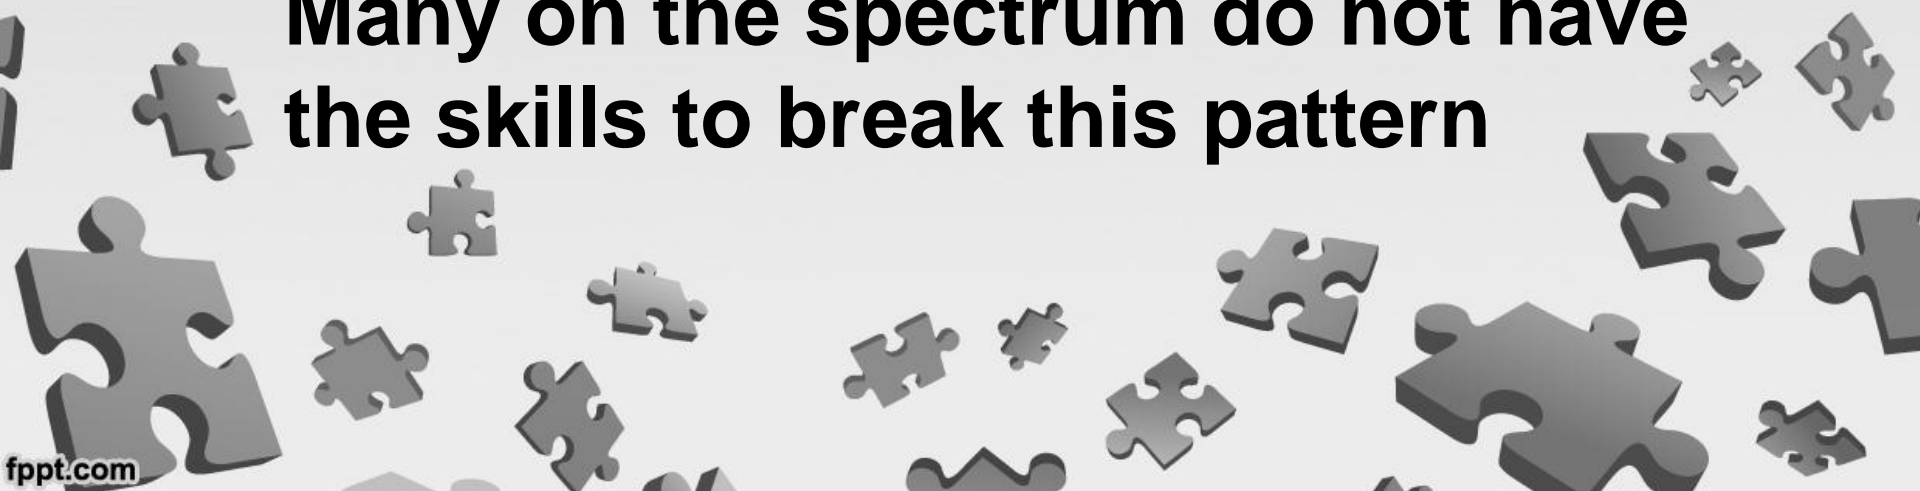 Many on the spectrum do not have
the skills to break this pattern
fppt.com